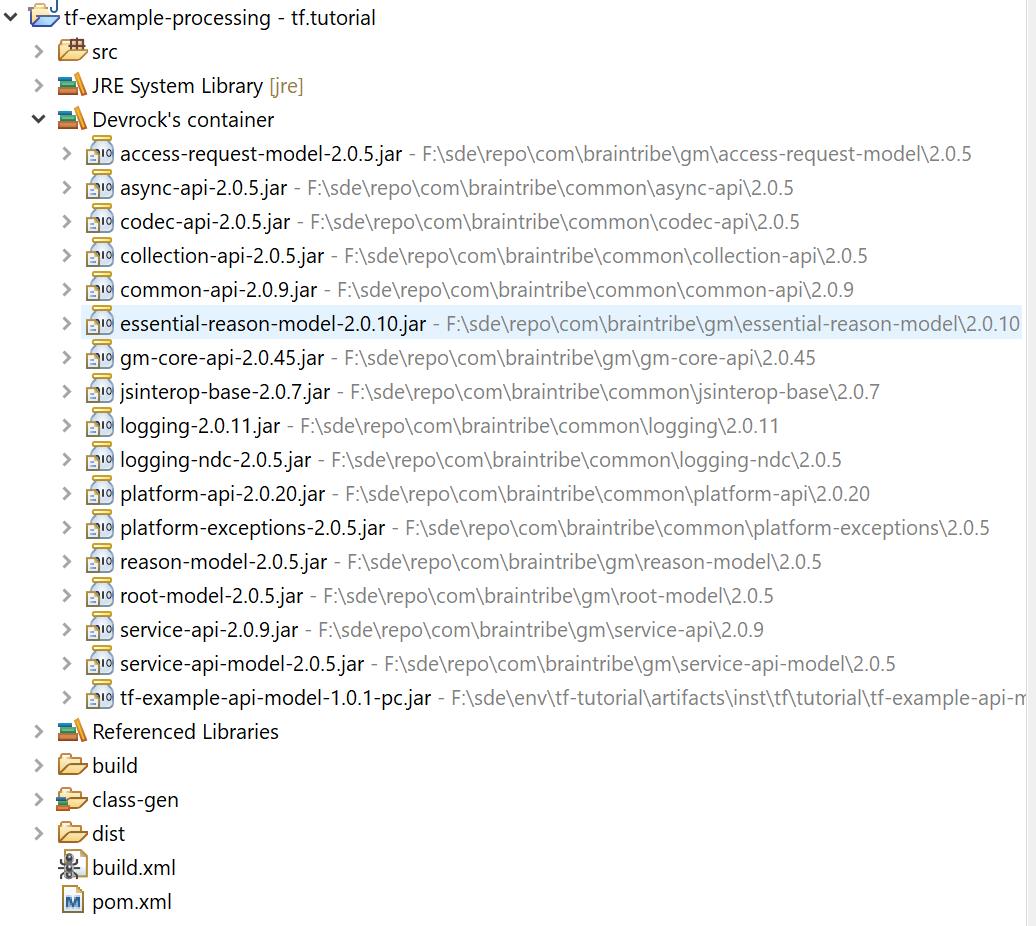 tf-example-processing - tf.tutorial
src
JRE System Library [jre]
Devrock's container
access-request-model-2.0.5.jar - F:\sde\repo\com\braintribe\gm\access-request-model\2.0.5
async-api-2.0.5.jar - F:\sde\repo\com\braintribe\common\async-api\2.0.5
codec-api-2.0.5.jar - F:\sde\repo\com\braintribe\common\codec-api\2.0.5
collection-api-2.0.5.jar - F:\sde\repo\com\braintribe\common\collection-api\2.0.5
common-api-2.0.9.jar - F:\sde\repo\com\braintribe\common\common-api\2.0.9
essential-reason-model-2.0.10.jar - F:\sde\repo\com\braintribe\gm\essential-reason-model\2.0.10
gm-core-api-2.0.45.jar - F:\sde\repo\com\braintribe\gm\gm-core-api\2.0.45
jsinterop-base-2.0.7.jar - F:\sde\repo\com\braintribe\common\jsinterop-base\2.0.7
logging-2.0.11.jar - F:\sde\repo\com\braintribe\common\logging\2.0.11
logging-ndc-2.0.5.jar - F:\sde\repo\com\braintribe\common\logging-ndc\2.0.5
platform-api-2.0.20.jar - F:\sde\repo\com\braintribe\common\platform-api\2.0.20
platform-exceptions-2.0.5.jar - F:\sde\repo\com\braintribe\common\platform-exceptions\2.0.5
reason-model-2.0.5.jar - F:\sde\repo\com\braintribe\gm\reason-model\2.0.5
root-model-2.0.5.jar - F:\sde\repo\com\braintribe\gm\root-model\2.0.5
service-api-2.0.9.jar - F:\sde\repo\com\braintribe\gm\service-api\2.0.9
service-api-model-2.0.5.jar - F:\sde\repo\com\braintribe\gm\service-api-model\2.0.5
tf-example-api-model-1.0.1-pc.jar - F:\sde\env\tf-tutorial\artifacts\inst\tf\tutorial\tf-example-api-m
Referenced Libraries
build
class-gen
dist
build.xml
pom.xml